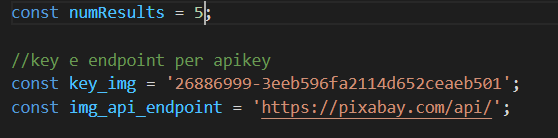 const numResults = 5;
//key e endpoint per apikey
const key_img = '26886999-3eeb596fa2114d652ceaeb501';
const img_api_endpoint = 'https://pixabay.com/api/';